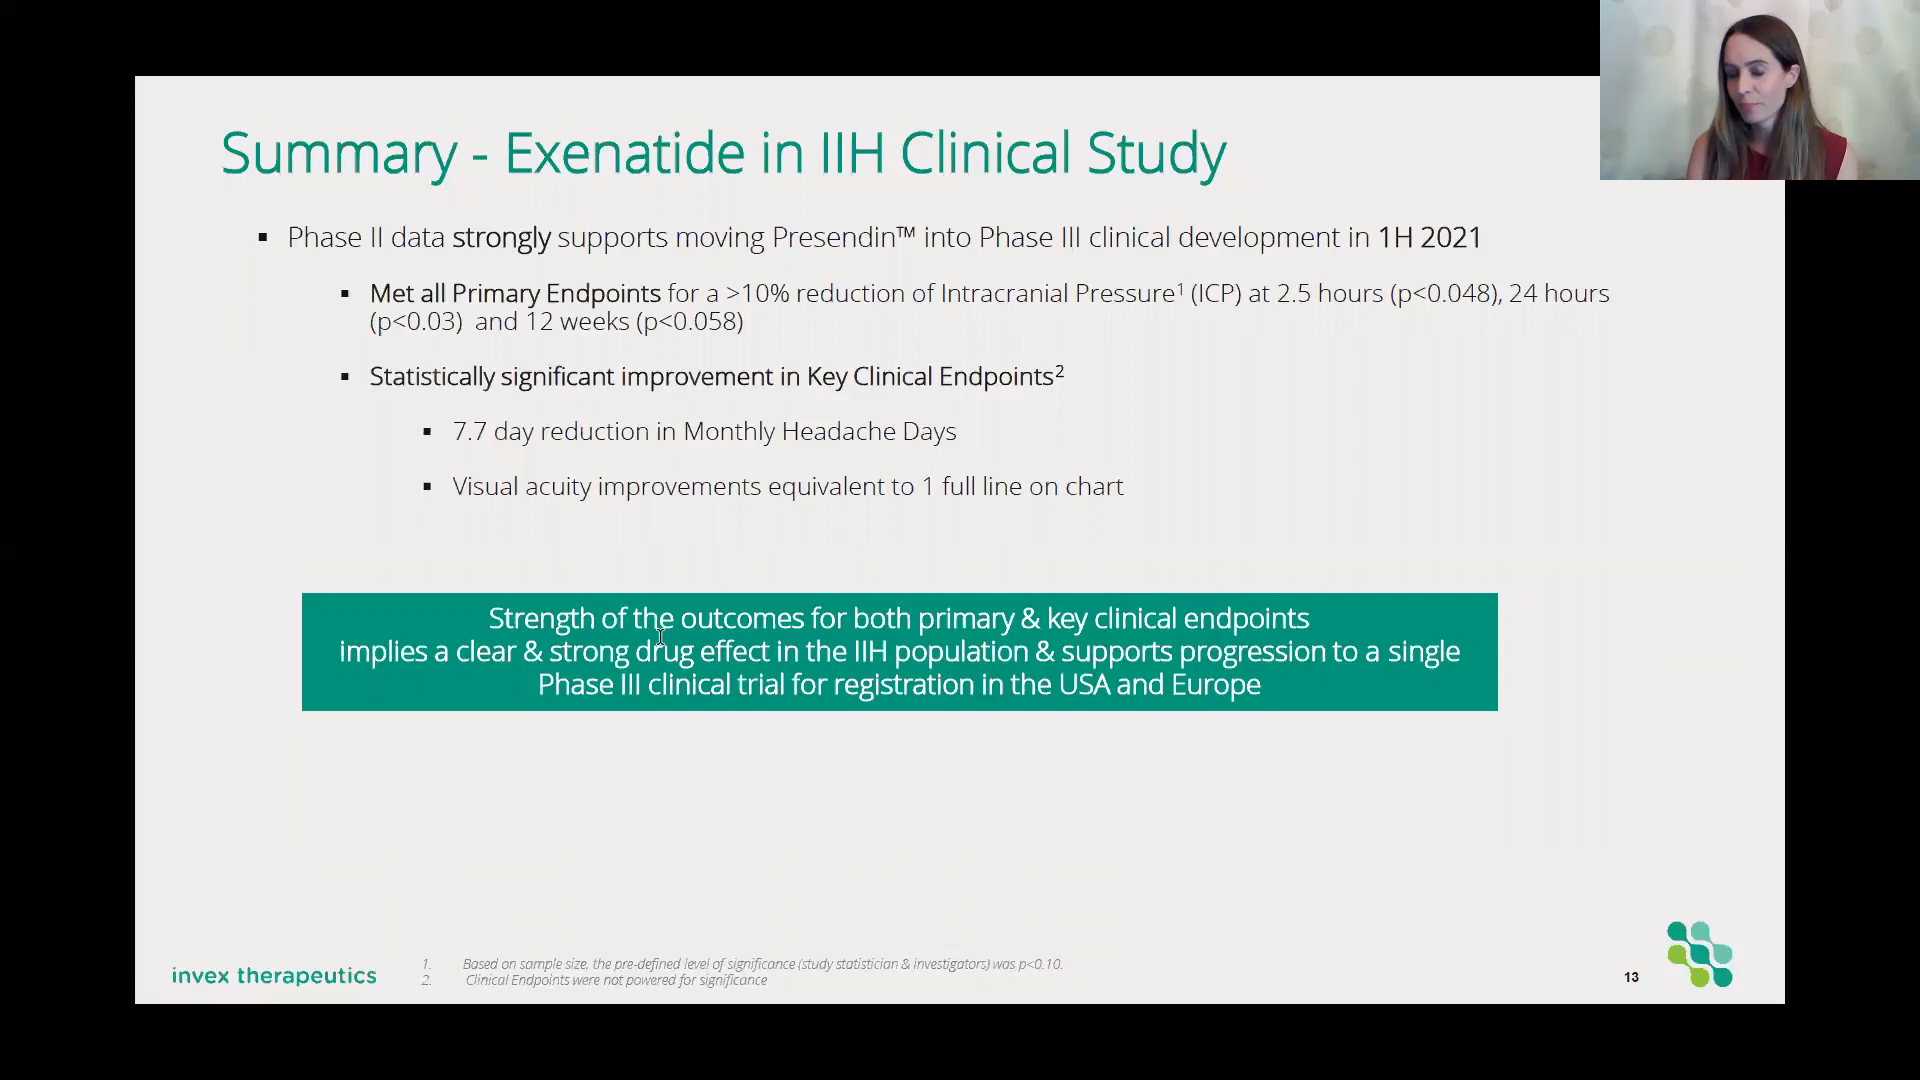 Summary - Exenatide in IIH Clinical Study
▪ Phase II data strongly supports moving Presendin™ into Phase III clinical development in 1H 2021
▪ Met all Primary Endpoints for a >10% reduction of Intracranial Pressure¹ (ICP) at 2.5 hours (p<0.048), 24 hours
(p<0.03) and 12 weeks (p<0.058)
▪ Statistically significant improvement in Key Clinical Endpoints²
▪ 7.7 day reduction in Monthly Headache Days
▪ Visual acuity improvements equivalent to 1 full line on chart
Strength of the outcomes for both primary & key clinical endpoints
implies a clear & strong drug effect in the IIH population & supports progression to a single
Phase III clinical trial for registration in the USA and Europe
invex therapeutics
1. Based on sample size, the pre-defined level of significance (study statistician & investigators) was p<0.10.
2. Clinical Endpoints were not powered for significance
13